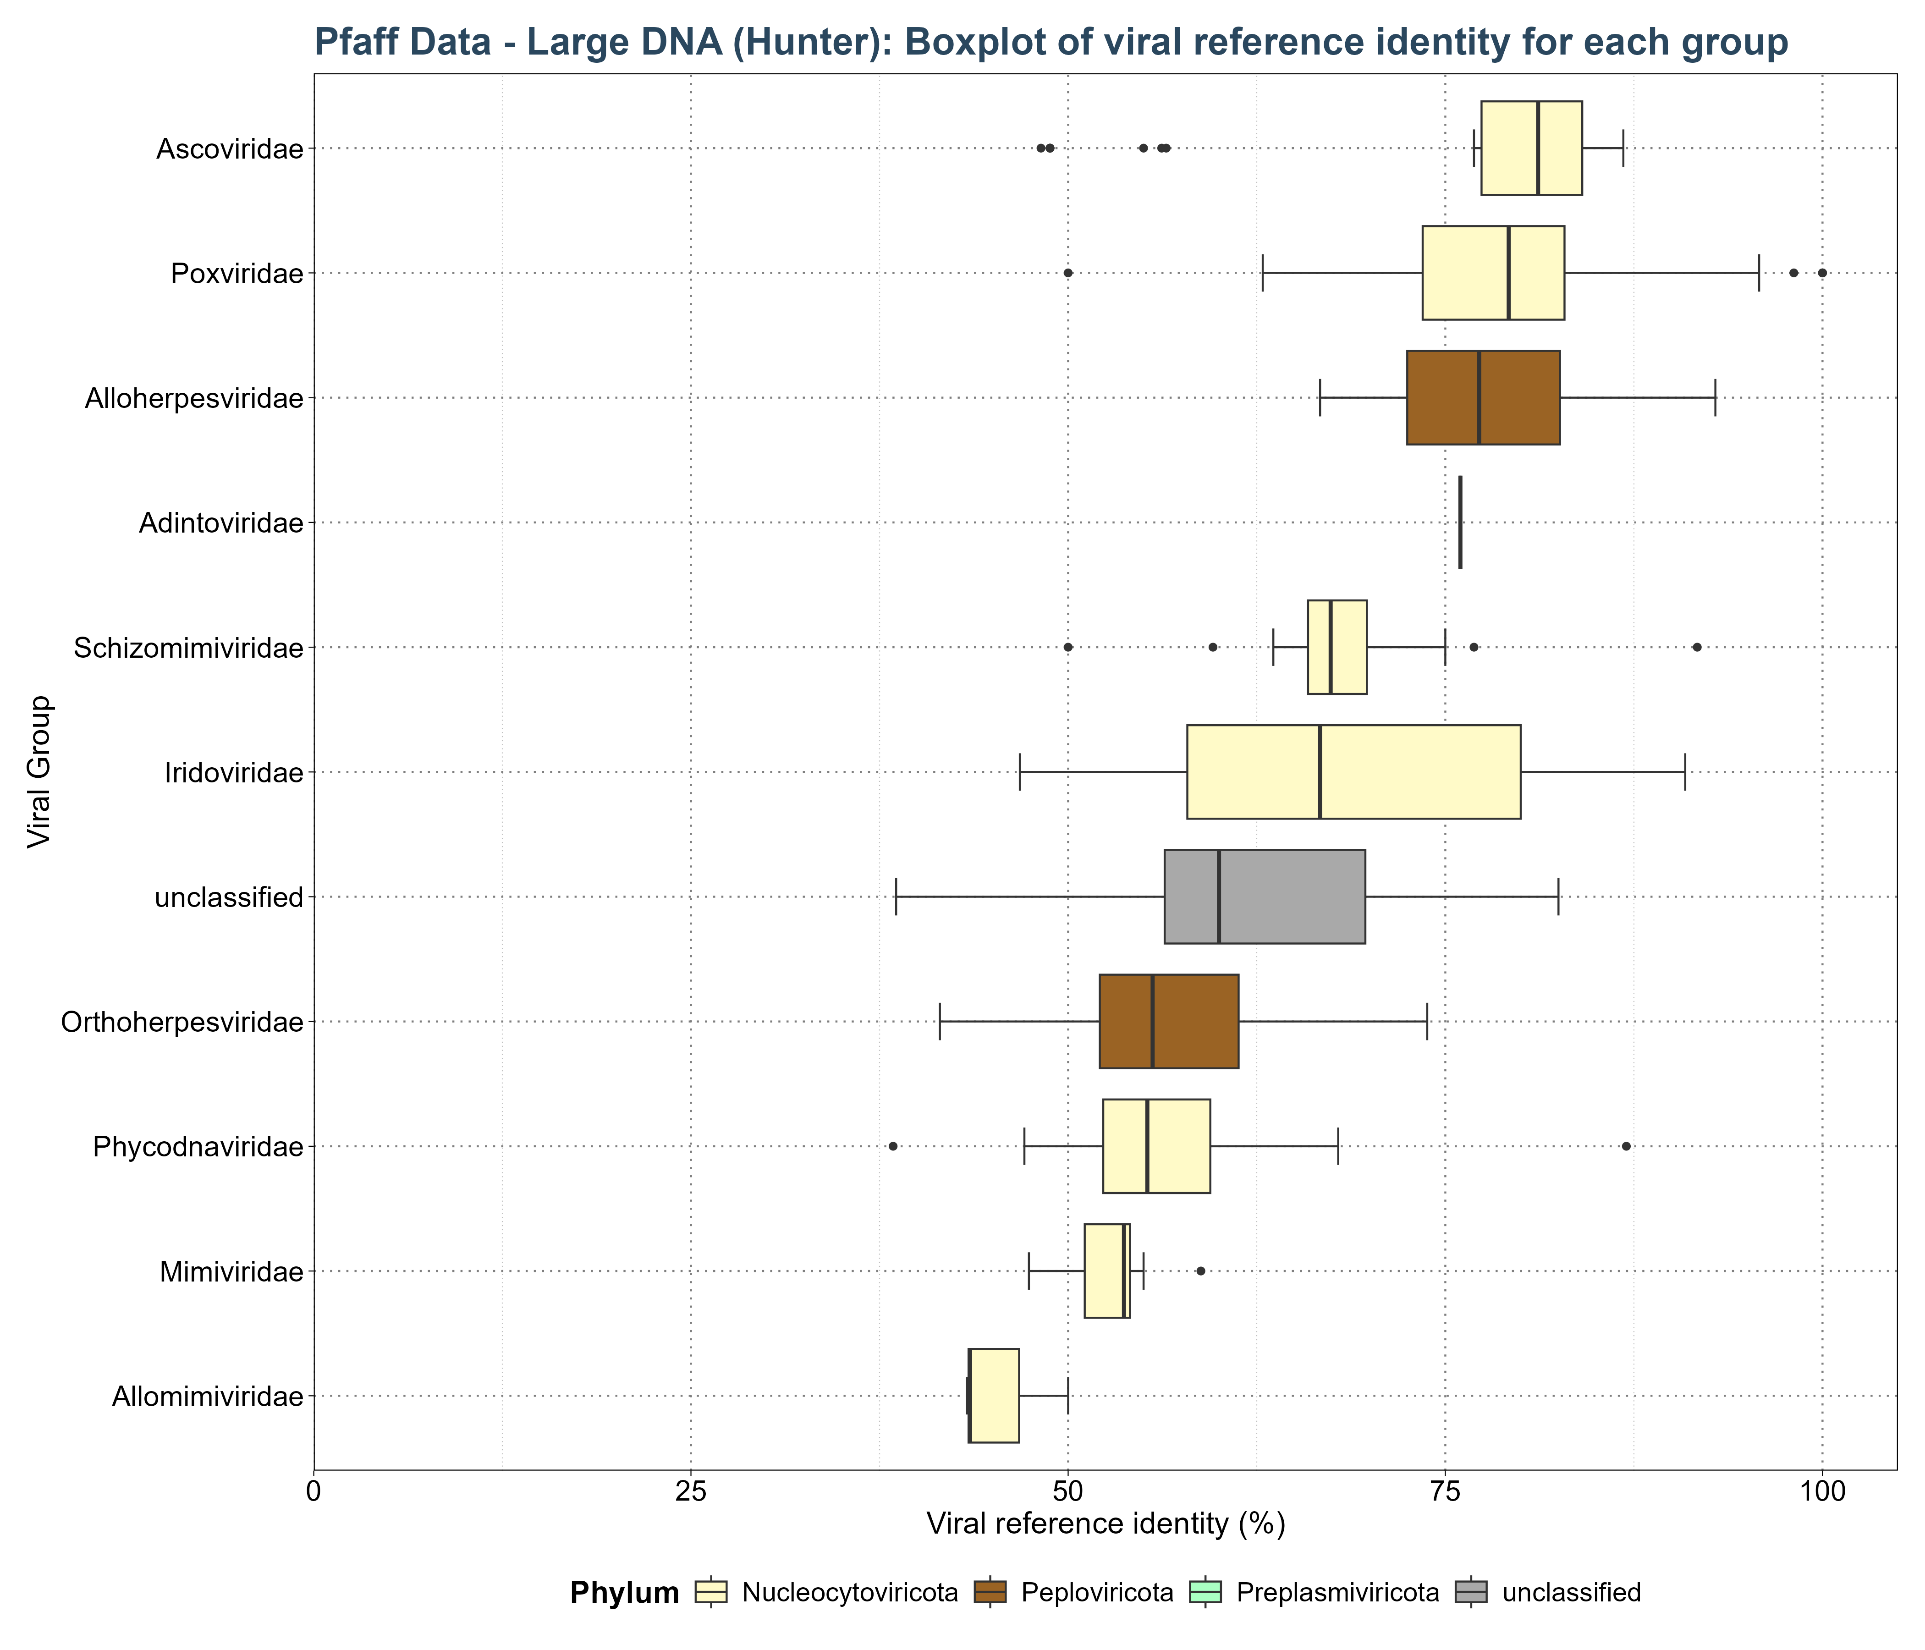 Pfaff Data - Large DNA (Hunter): Boxplot of viral reference identity for each group
Viral Group
Ascoviridae
Poxviridae
Alloherpesviridae
Adintoviridae
Schizomimiviridae
Iridoviridae
unclassified
Orthoherpesviridae
Phycodnaviridae
Mimiviridae
Allomimiviridae
0 25 50 75 100
Viral reference identity (%)
Phylum Nucleocytoviricota Peploviricota Preplasmiviricota unclassified